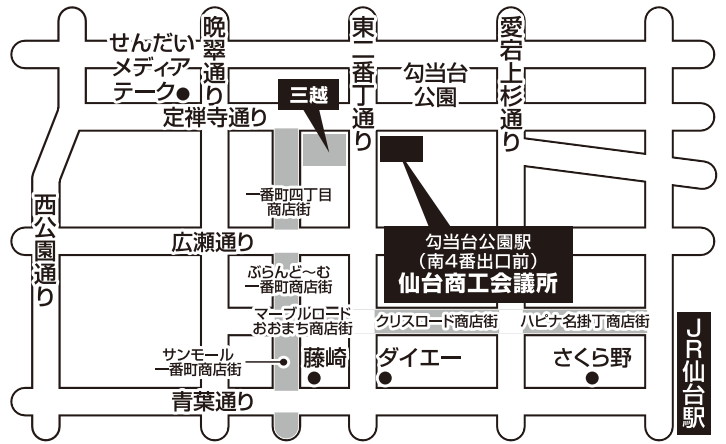 せんだい
メディア
テーク
晩翠通り
東二番丁通り
勾当台
公園
愛宕上杉通り
三越
定禅寺通り
一番町四丁目
商店街
西公園通り
広瀬通り
勾当台公園駅
（南4番出口前）
仙台商工会議所
ぶらんど〜む
一番町商店街
マーブルロード
おおまち商店街
クリスロード商店街
ハピナ名掛丁商店街
サンモール
一番町商店街
藤崎
ダイエー
さくら野
JR仙台駅
青葉通り